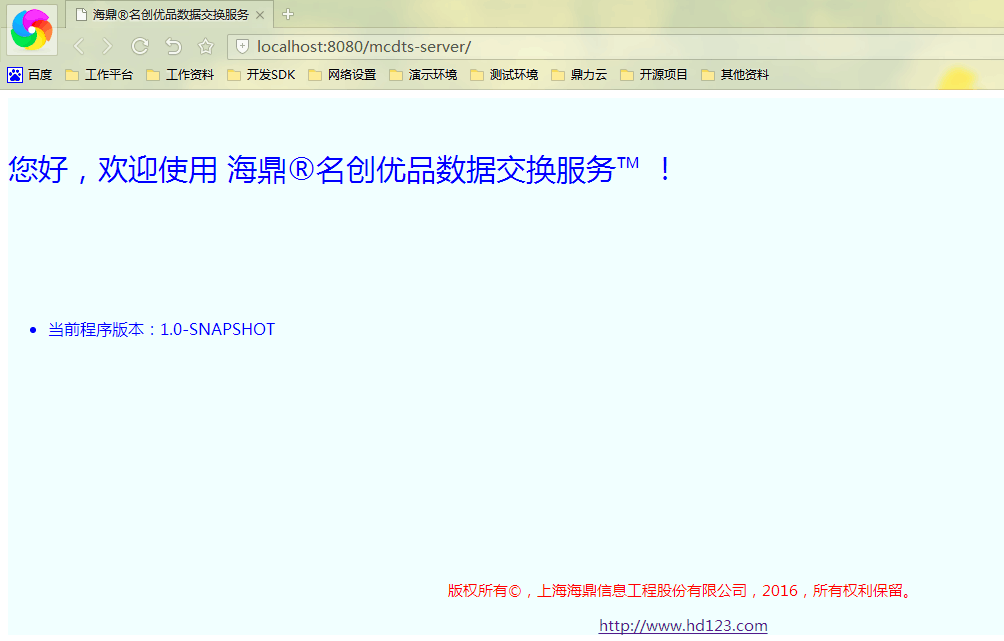 海鼎®名创优品数据交换服务
localhost:8080/mcdts-server/
百度 工作平台 工作资料 开发SDK 网络设置 演示环境 测试环境 鼎力云 开源项目 其他资料
您好，欢迎使用 海鼎®名创优品数据交换服务™ ！
当前程序版本：1.0-SNAPSHOT
版权所有©，上海海鼎信息工程股份有限公司，2016，所有权利保留。
http://www.hd123.com